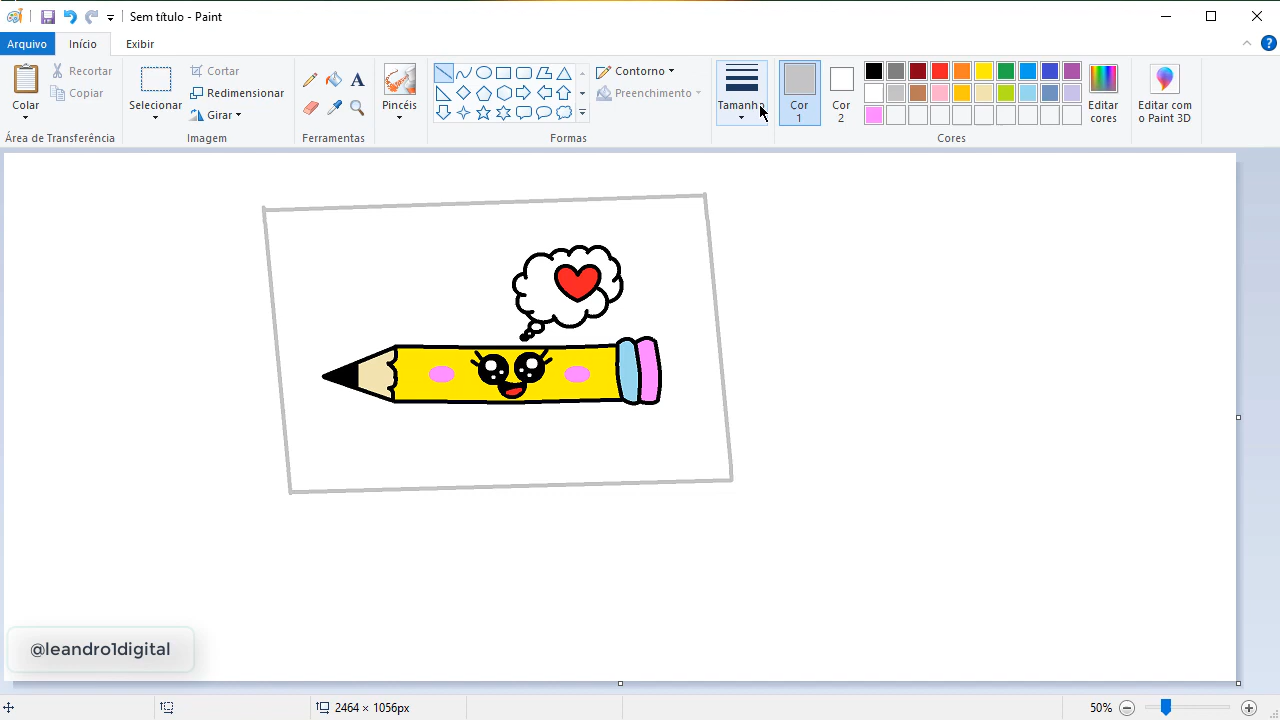 Sem título - Paint
Arquivo Início Exibir
Colar
Recortar
Copiar
Área de Transferência
Selecionar
Cortar
Redimensionar
Girar
Imagem
Ferramentas
Pincéis
Contorno
Preenchimento
Formas
Tamanho
Cor
1
Cor
2
Editar
cores
Cores
Editar com
o Paint 3D
@leandro1digital
2464 × 1056px
50%